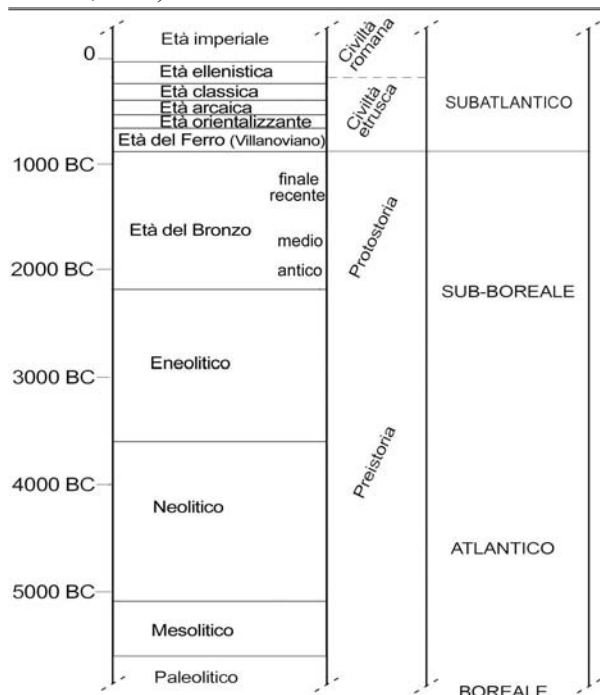 0
1000 BC
2000 BC
3000 BC
4000 BC
5000 BC
Età imperiale
Età ellenistica
Età classica
Età arcaica
Età orientalizzante
Età del Ferro (Villanoviano)
finale
recente
Età del Bronzo
medio
antico
Eneolitico
Neolitico
Mesolitico
Paleolitico
Civiltà
romana
Civiltà
etrusca
Protostoria
Preistoria
SUBATLANTICO
SUB-BOREALE
ATLANTICO
BOREALE